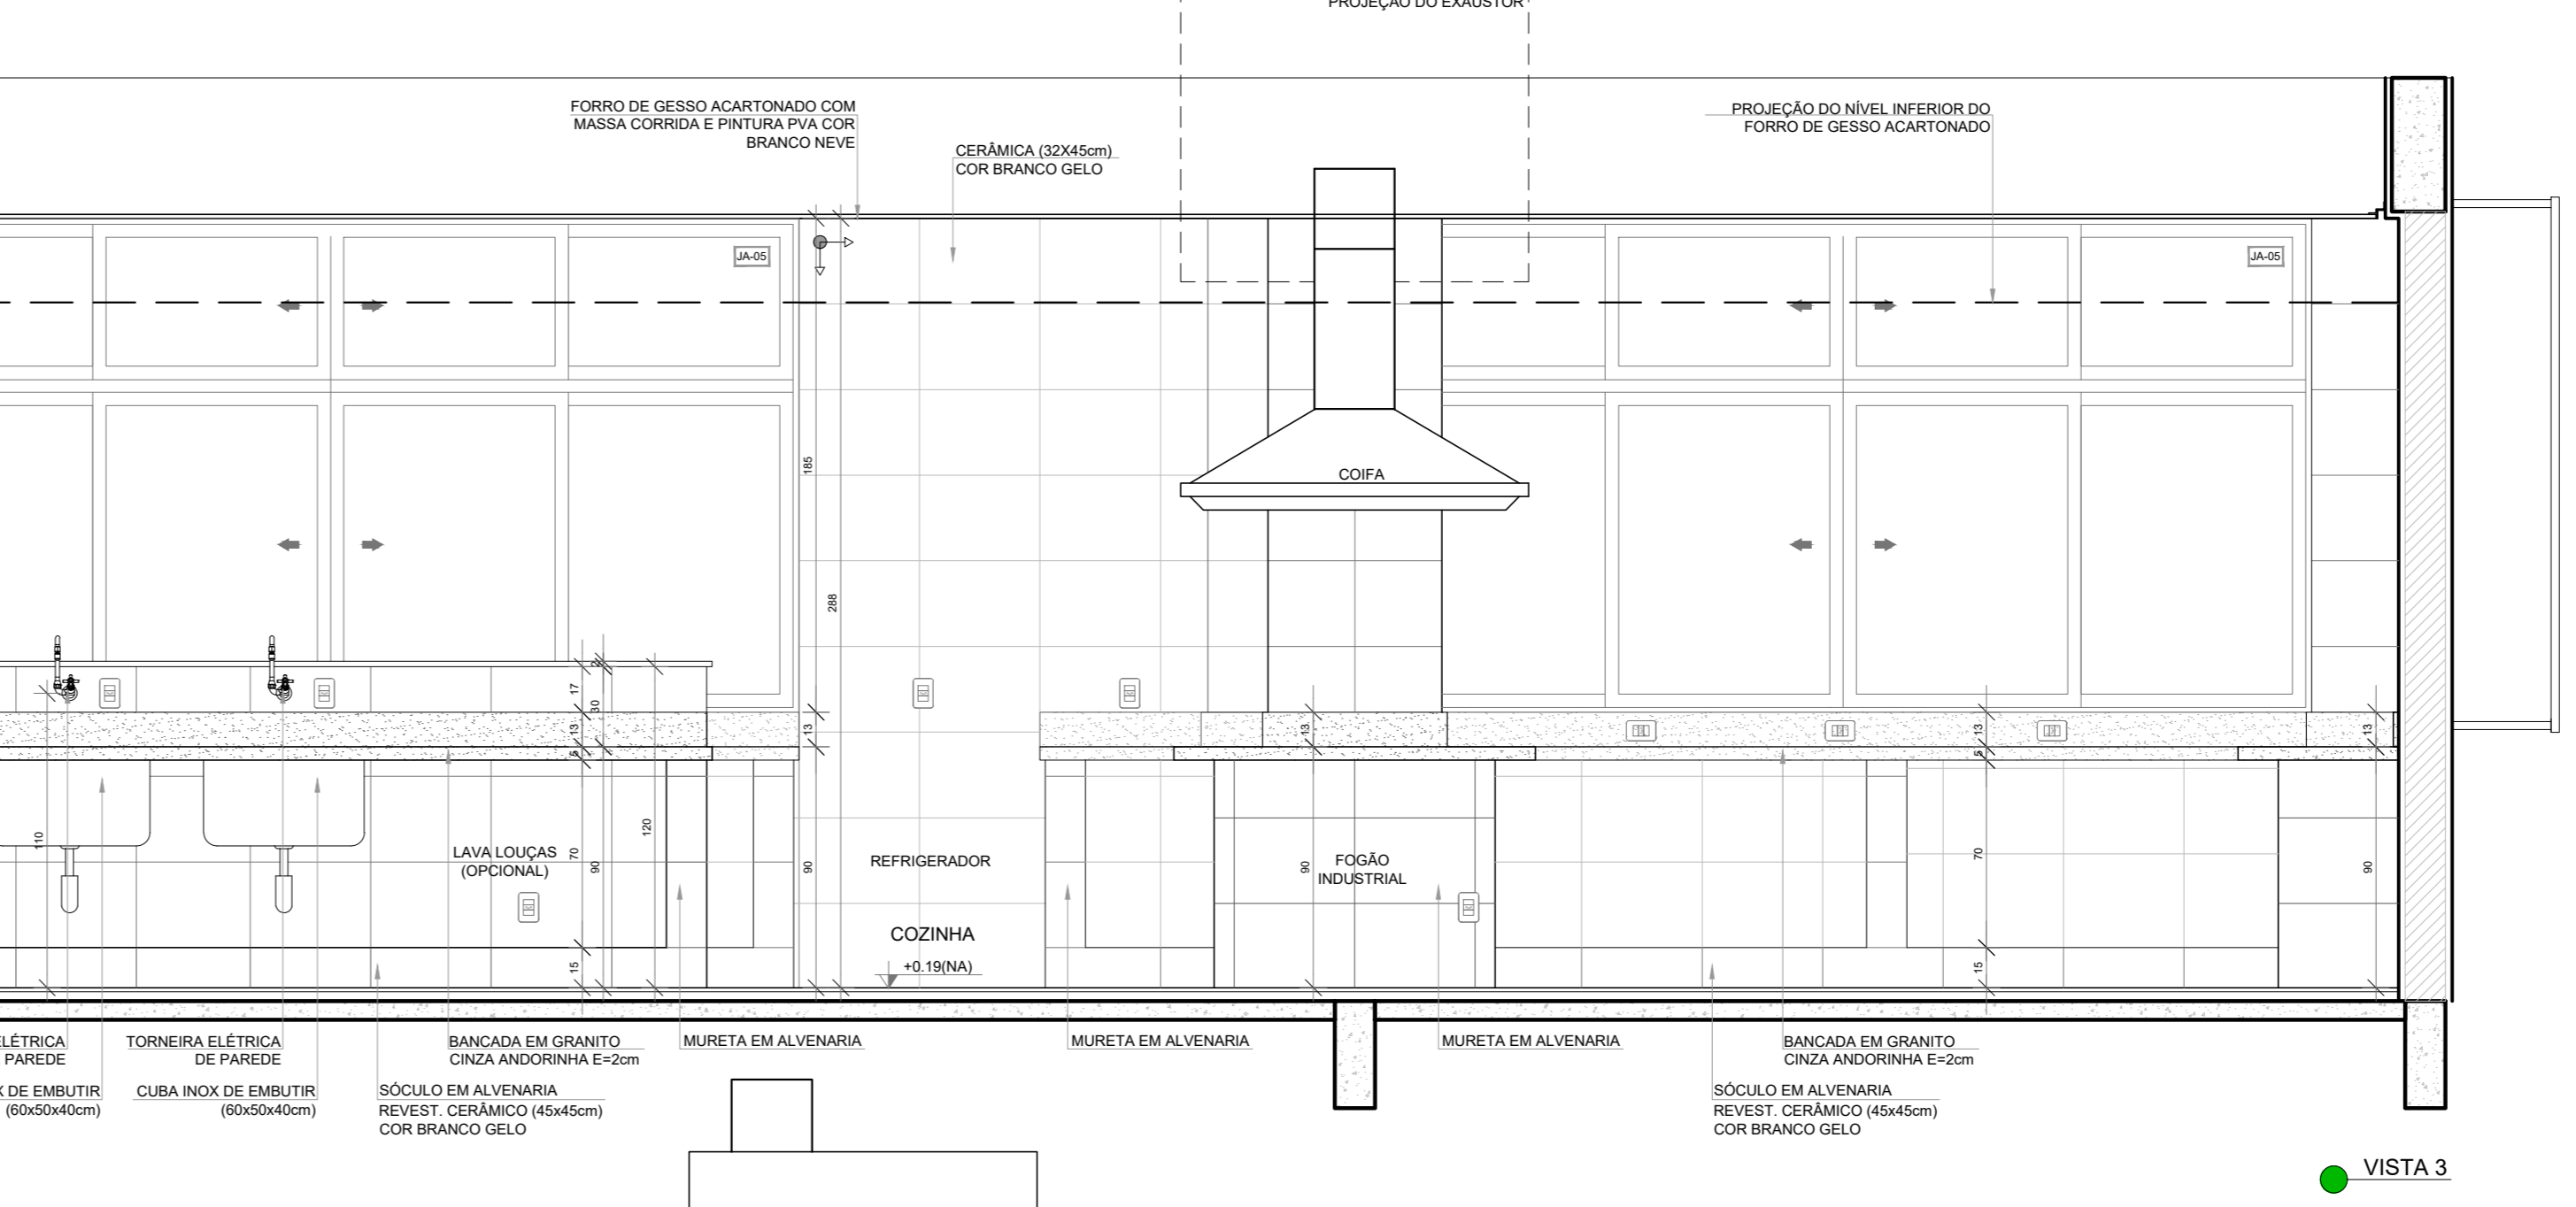 PROJEÇÃO DO EXAUSTOR
FORRO DE GESSO ACARTONADO COM
MASSA CORRIDA E PINTURA PVA COR
BRANCO NEVE
CERÂMICA (32X45cm)
COR BRANCO GELO
PROJEÇÃO DO NÍVEL INFERIOR DO
FORRO DE GESSO ACARTONADO
JA-05
JA-05
185
COIFA
288
2
17
30
13
5
13
13
13
5
13
110
LAVA LOUÇAS
(OPCIONAL)
70
90
120
90
REFRIGERADOR
90
FOGÃO
INDUSTRIAL
70
90
COZINHA
+0.19(NA)
15
15
ELÉTRICA
PAREDE
TORNEIRA ELÉTRICA
DE PAREDE
BANCADA EM GRANITO
CINZA ANDORINHA E=2cm
MURETA EM ALVENARIA
MURETA EM ALVENARIA
MURETA EM ALVENARIA
BANCADA EM GRANITO
CINZA ANDORINHA E=2cm
X DE EMBUTIR
(60x50x40cm)
CUBA INOX DE EMBUTIR
(60x50x40cm)
SÓCULO EM ALVENARIA
REVEST. CERÂMICO (45x45cm)
COR BRANCO GELO
SÓCULO EM ALVENARIA
REVEST. CERÂMICO (45x45cm)
COR BRANCO GELO
VISTA 3